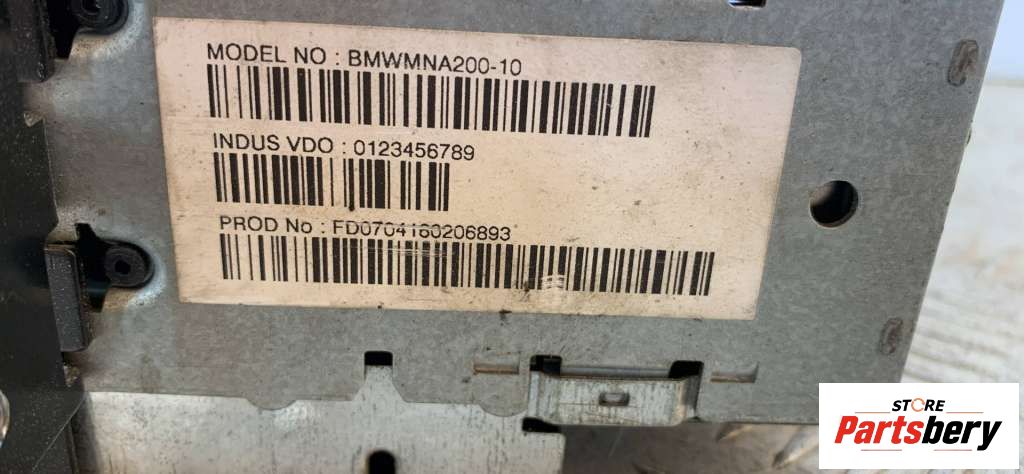 MODEL NO : BMWMNA200-10
INDUS VDO : 0123456789
PROD No : FD0704160206893
STORE
Partsbery